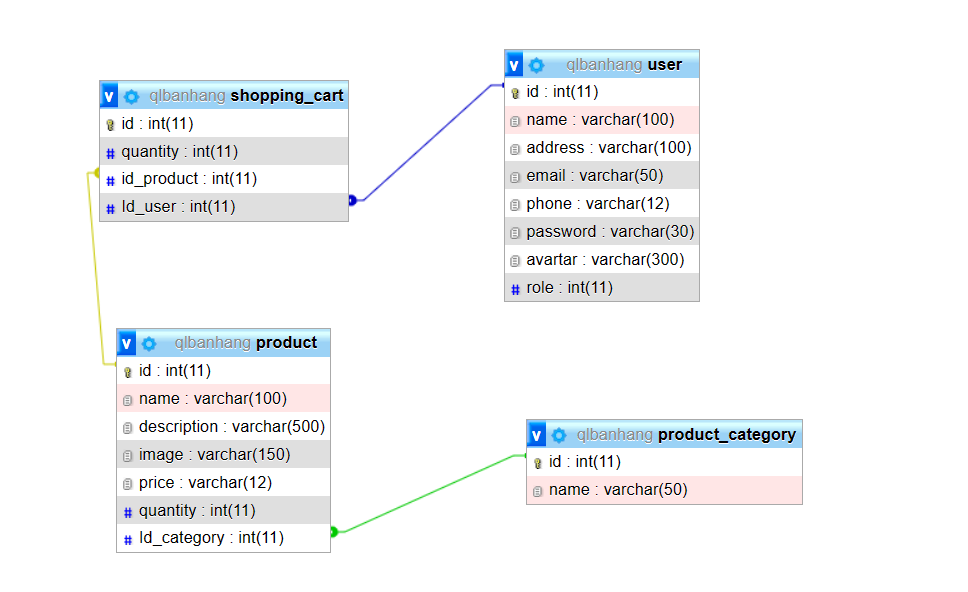 v qlbanhang shopping_cart
id : int(11)
quantity : int(11)
id_product : int(11)
Id_user : int(11)
v qlbanhang user
id : int(11)
name : varchar(100)
address : varchar(100)
email : varchar(50)
phone : varchar(12)
password : varchar(30)
avartar : varchar(300)
role : int(11)
v qlbanhang product
id : int(11)
name : varchar(100)
description : varchar(500)
image : varchar(150)
price : varchar(12)
quantity : int(11)
Id_category : int(11)
v qlbanhang product_category
id : int(11)
name : varchar(50)